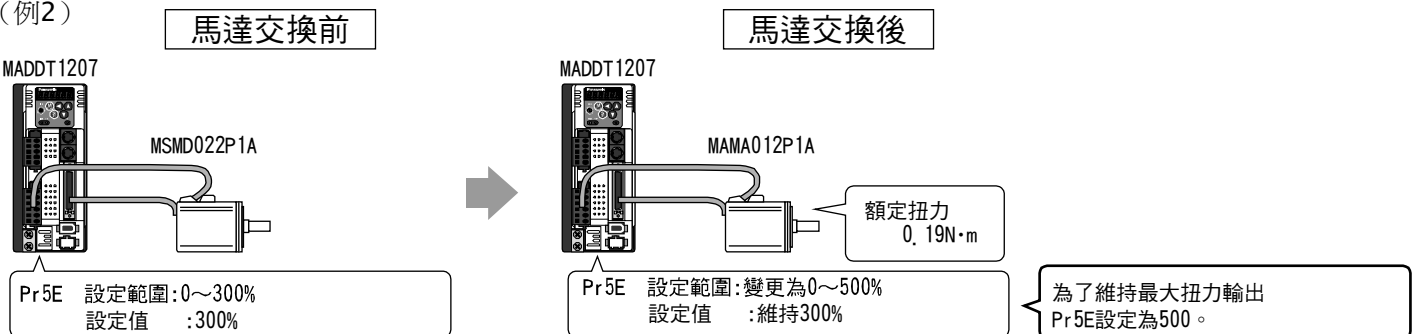 （例2）
馬達交換前
馬達交換後
MADDT1207
MSMD022P1A
Pr5E 設定範圍:0～300%
設定值 :300%
MADDT1207
Panasonic
MAMA012P1A
額定扭力
0.19N・m
Pr5E 設定範圍:變更為0～500%
設定值 :維持300%
為了維持最大扭力輸出
Pr5E設定為500。